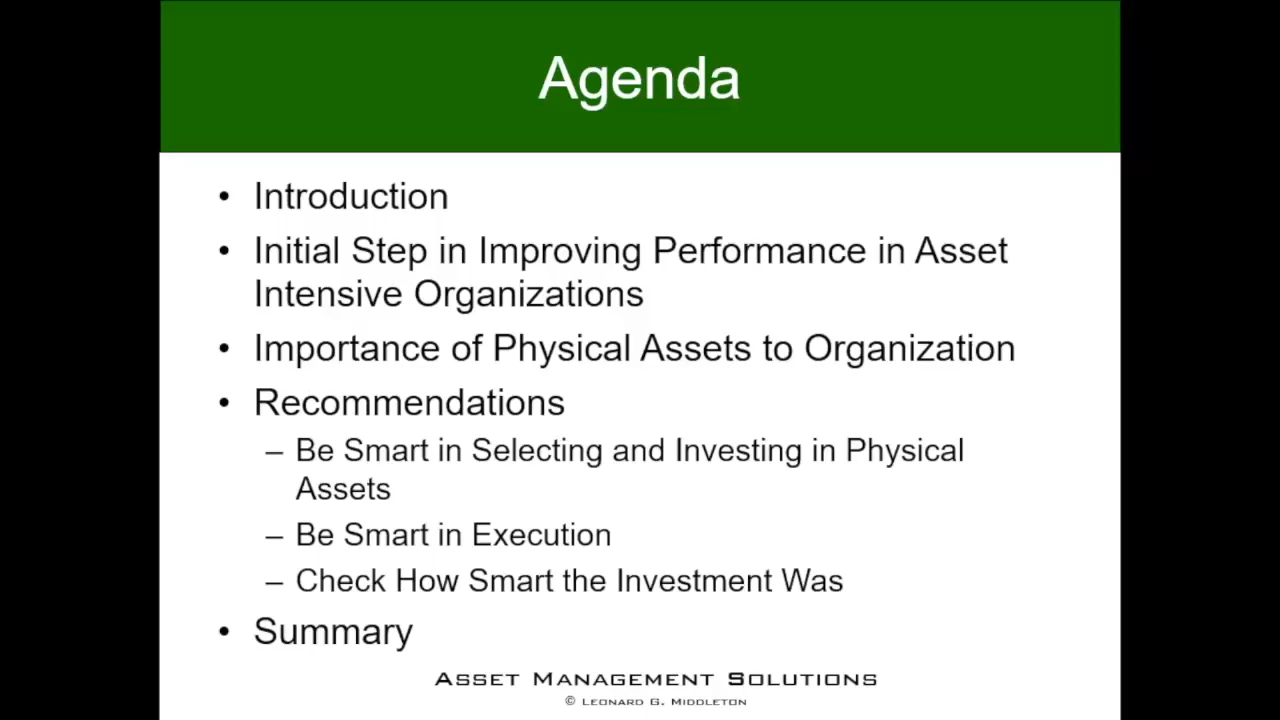 Agenda
• Introduction
• Initial Step in Improving Performance in Asset
Intensive Organizations
• Importance of Physical Assets to Organization
• Recommendations
– Be Smart in Selecting and Investing in Physical
Assets
– Be Smart in Execution
– Check How Smart the Investment Was
• Summary
Asset Management Solutions
© Leonard G. Middleton